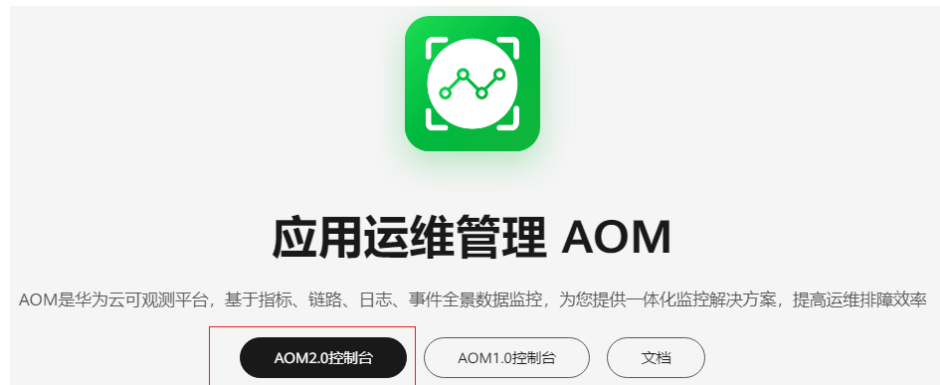 应用运维管理 AOM
AOM是华为云可观测平台，基于指标、链路、日志、事件全景数据监控，为您提供一体化监控解决方案，提高运维排障效率
AOM2.0控制台 AOM1.0控制台 文档